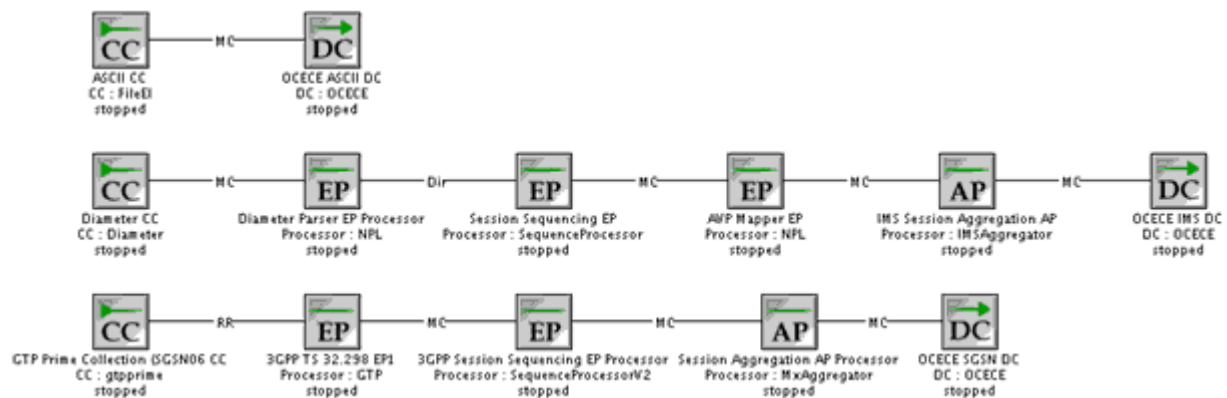 CC MC DC
ASCII CC OCECE ASCII DC
CC : FileEI DC : OCECE
stopped stopped
CC MC EP Dir EP MC EP MC AP MC DC
Diameter CC Diameter Parser EP Processor Session Sequencing EP AVP Mapper EP IMS Session Aggregation AP OCECE IMS DC
CC : Diameter Processor : NPL Processor : SequenceProcessor Processor : NPL Processor : IMSAggregator DC : OCECE
stopped stopped stopped stopped stopped stopped
CC RR EP MC EP MC AP MC DC
GTP Prime Collection (SGSN06 CC 3GPP TS 32.298 EP1 3GPP Session Sequencing EP Processor Session Aggregation AP Processor OCECE SGSN DC
CC : gtpprime Processor : GTP Processor : SequenceProcessorV2 Processor : MxAggregator DC : OCECE
stopped stopped stopped stopped stopped